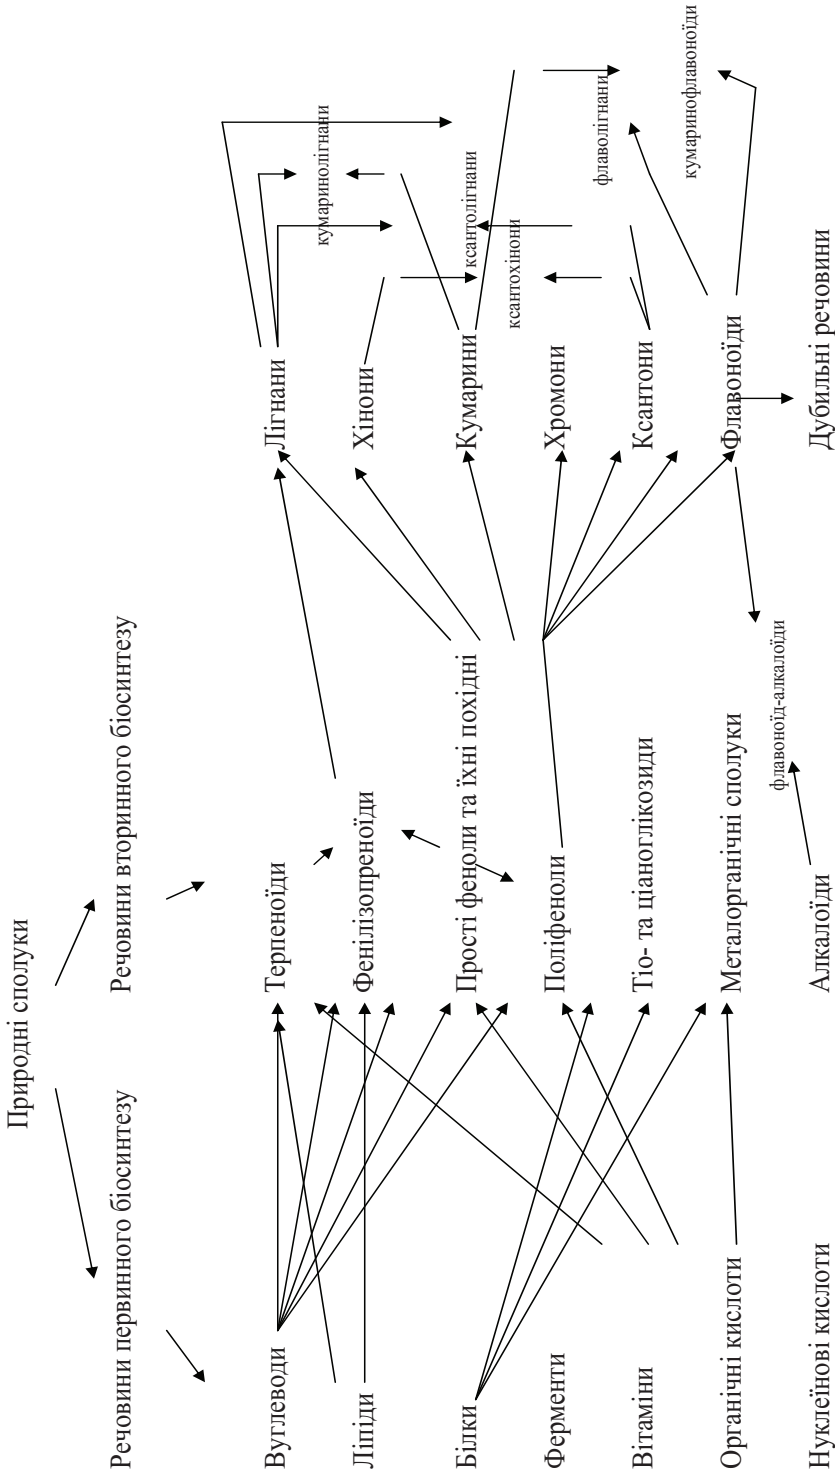 Природні сполуки
Речовини первинного біосинтезу
Речовини вторинного біосинтезу
Вуглеводи
Ліпіди
Білки
Ферменти
Вітаміни
Органічні кислоти
Нуклеїнові кислоти
Терпеноїди
Фенілізопреноїди
Прості феноли та їхні похідні
Поліфеноли
Тіо- та ціаноглікозиди
Металорганічні сполуки
Алкалоїди
флавоноїд-алкалоїди
Лігнани
Хінони
Кумарини
Хромони
Ксантони
Флавоноїди
Дубильні речовини
кумаринолігнани
ксантолігнани
ксантохінони
флаволігнани
кумаринофлавоноїди